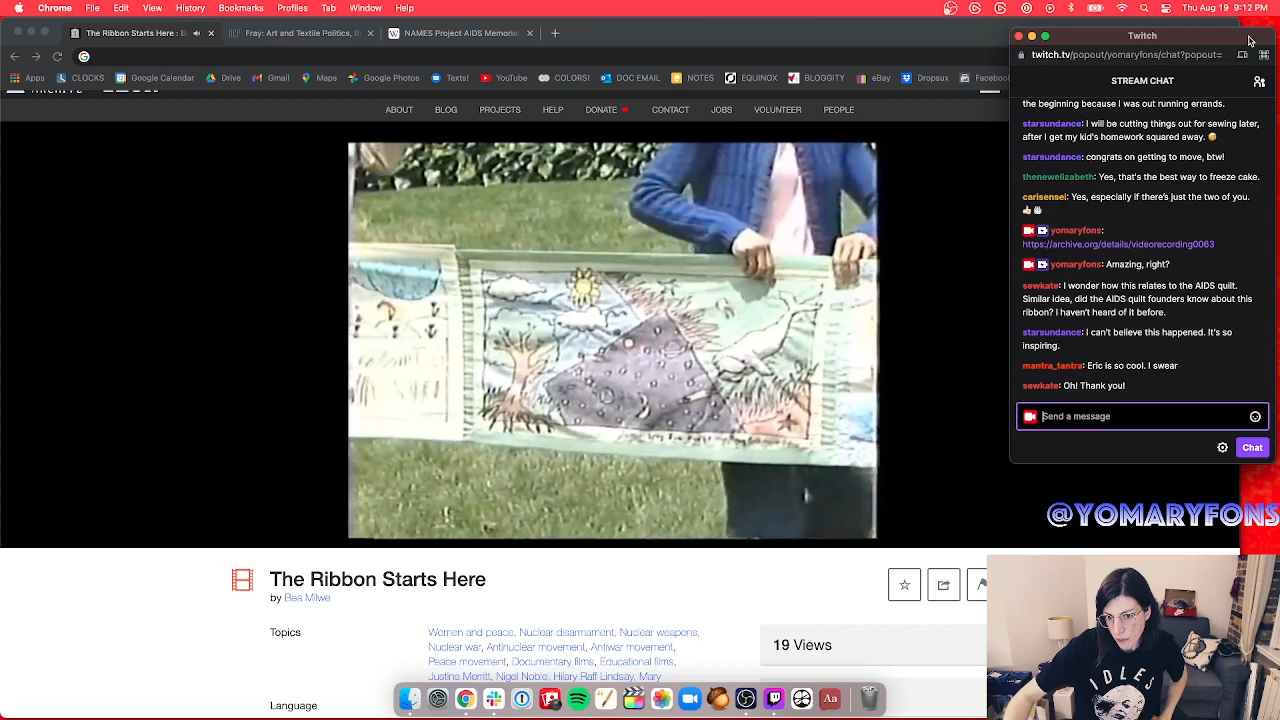 Chrome File Edit View History Bookmarks Profiles Tab Window Help
Thu Aug 19 9:12 PM
The Ribbon Starts Here : B
Fray: Art and Textile Politics, B
NAMES Project AIDS Memorial
Apps CLOCKS Google Calendar Drive Gmail Maps Google Photos Texts! YouTube COLORS! DOC EMAIL NOTES EQUINOX BLOGGITY eBay Dropsux Faceboo
ABOUT BLOG PROJECTS HELP DONATE CONTACT JOBS VOLUNTEER PEOPLE
Twitch
twitch.tv/popout/yomaryfons/chat?popout=
STREAM CHAT
the beginning because I was out running errands.
starsundance: I will be cutting things out for sewing later,
after I get my kid's homework squared away.
starsundance: congrats on getting to move, btw!
thenewelizabeth: Yes, that's the best way to freeze cake.
carisensei: Yes, especially if there's just the two of you.
yomaryfons:
https://archive.org/details/videorecording0063
yomaryfons: Amazing, right?
sewkate: I wonder how this relates to the AIDS quilt.
Similar idea, did the AIDS quilt founders know about this
ribbon? I haven't heard of it before.
starsundance: I can't believe this happened. It's so
inspiring.
mantra_tantra: Eric is so cool. I swear
sewkate: Oh! Thank you!
Send a message
Chat
@YOMARYFONS
The Ribbon Starts Here
by Bea Milwe
Topics
Women and peace, Nuclear disarmament, Nuclear weapons,
Nuclear war, Antinuclear movement, Antiwar movement,
Peace movement, Documentary films, Educational films,
Justine Merritt, Nigel Noble, Hilary Raff Lindsay, Mary
19 Views
Language
Aa